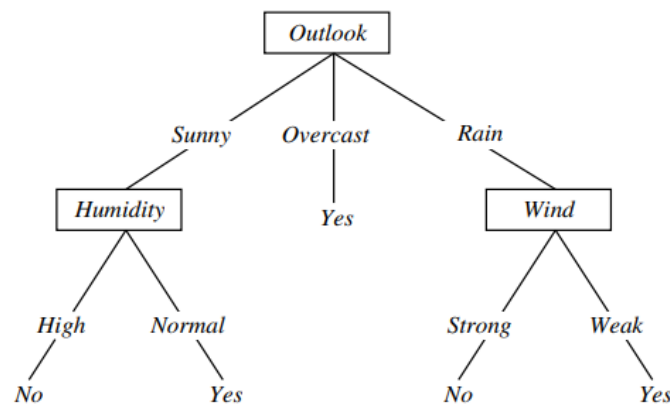 Outlook
Sunny Overcast Rain
Humidity Yes Wind
High Normal Strong Weak
No Yes No Yes